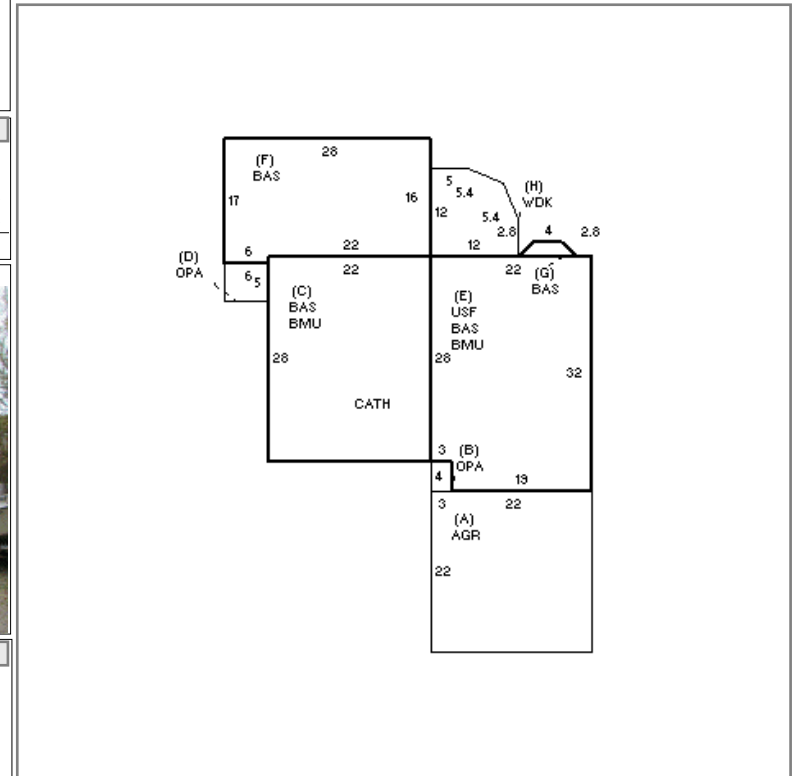 28
(F)
BAS
17
16
5
5.4
12
5.4
(H)
WDK
2.8
4
2.8
6
22
12
(D)
OPA
6
5
22
22
(G)
BAS
(C)
BAS
BMU
(E)
USF
BAS
BMU
28
28
32
CATH
3
(B)
OPA
4
19
3
22
(A)
AGR
22